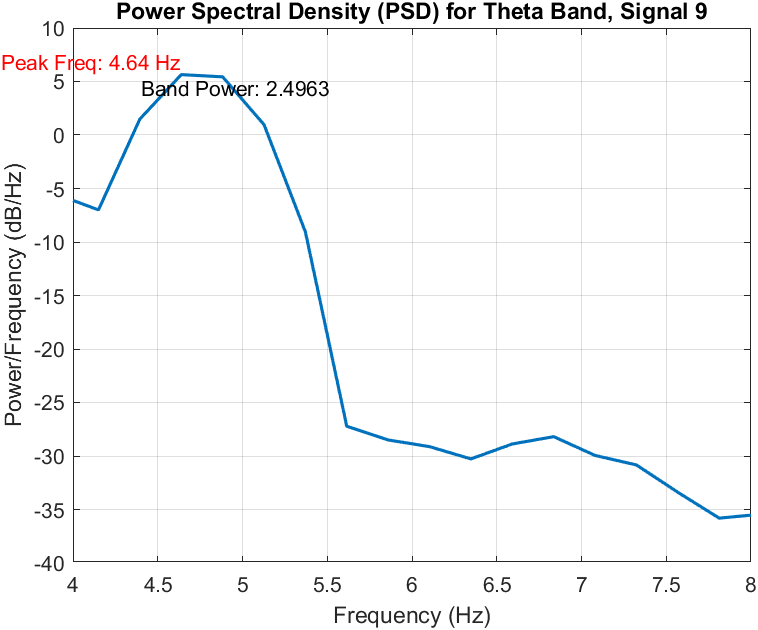 Power Spectral Density (PSD) for Theta Band, Signal 9
10
Peak Freq: 4.64 Hz
5
Band Power: 2.4963
0
-5
-10
-15
-20
-25
-30
-35
-40
Power/Frequency (dB/Hz)
4 4.5 5 5.5 6 6.5 7 7.5 8
Frequency (Hz)